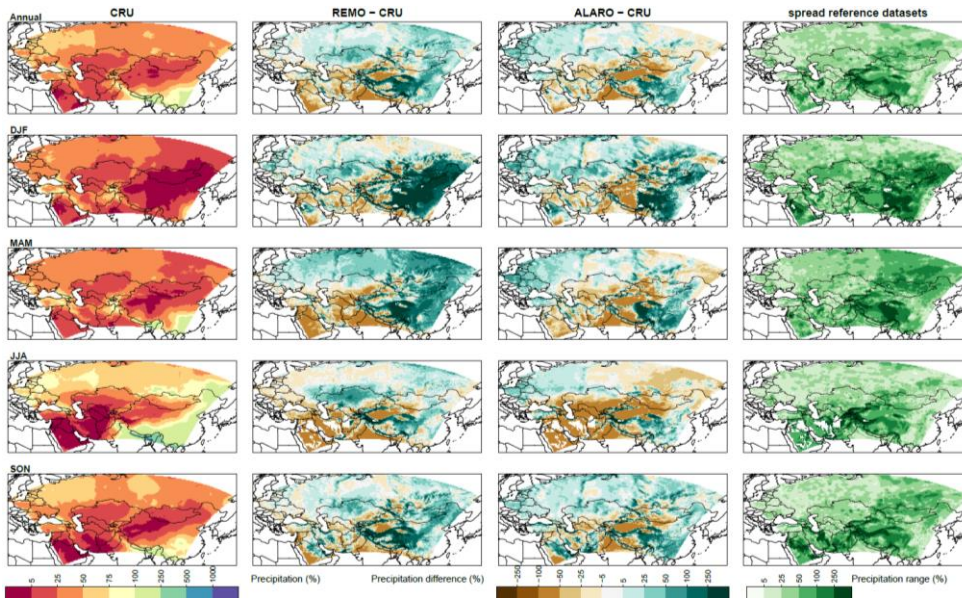 CRU REMO − CRU ALARO − CRU spread reference datasets
Annual
DJF
MAM
JJA
SON
Precipitation (%) Precipitation difference (%) Precipitation range (%)
5 25 50 75 100 200 500 1000
−250 −100 −50 −25 −5 5 25 50 100 250
5 25 50 100 250